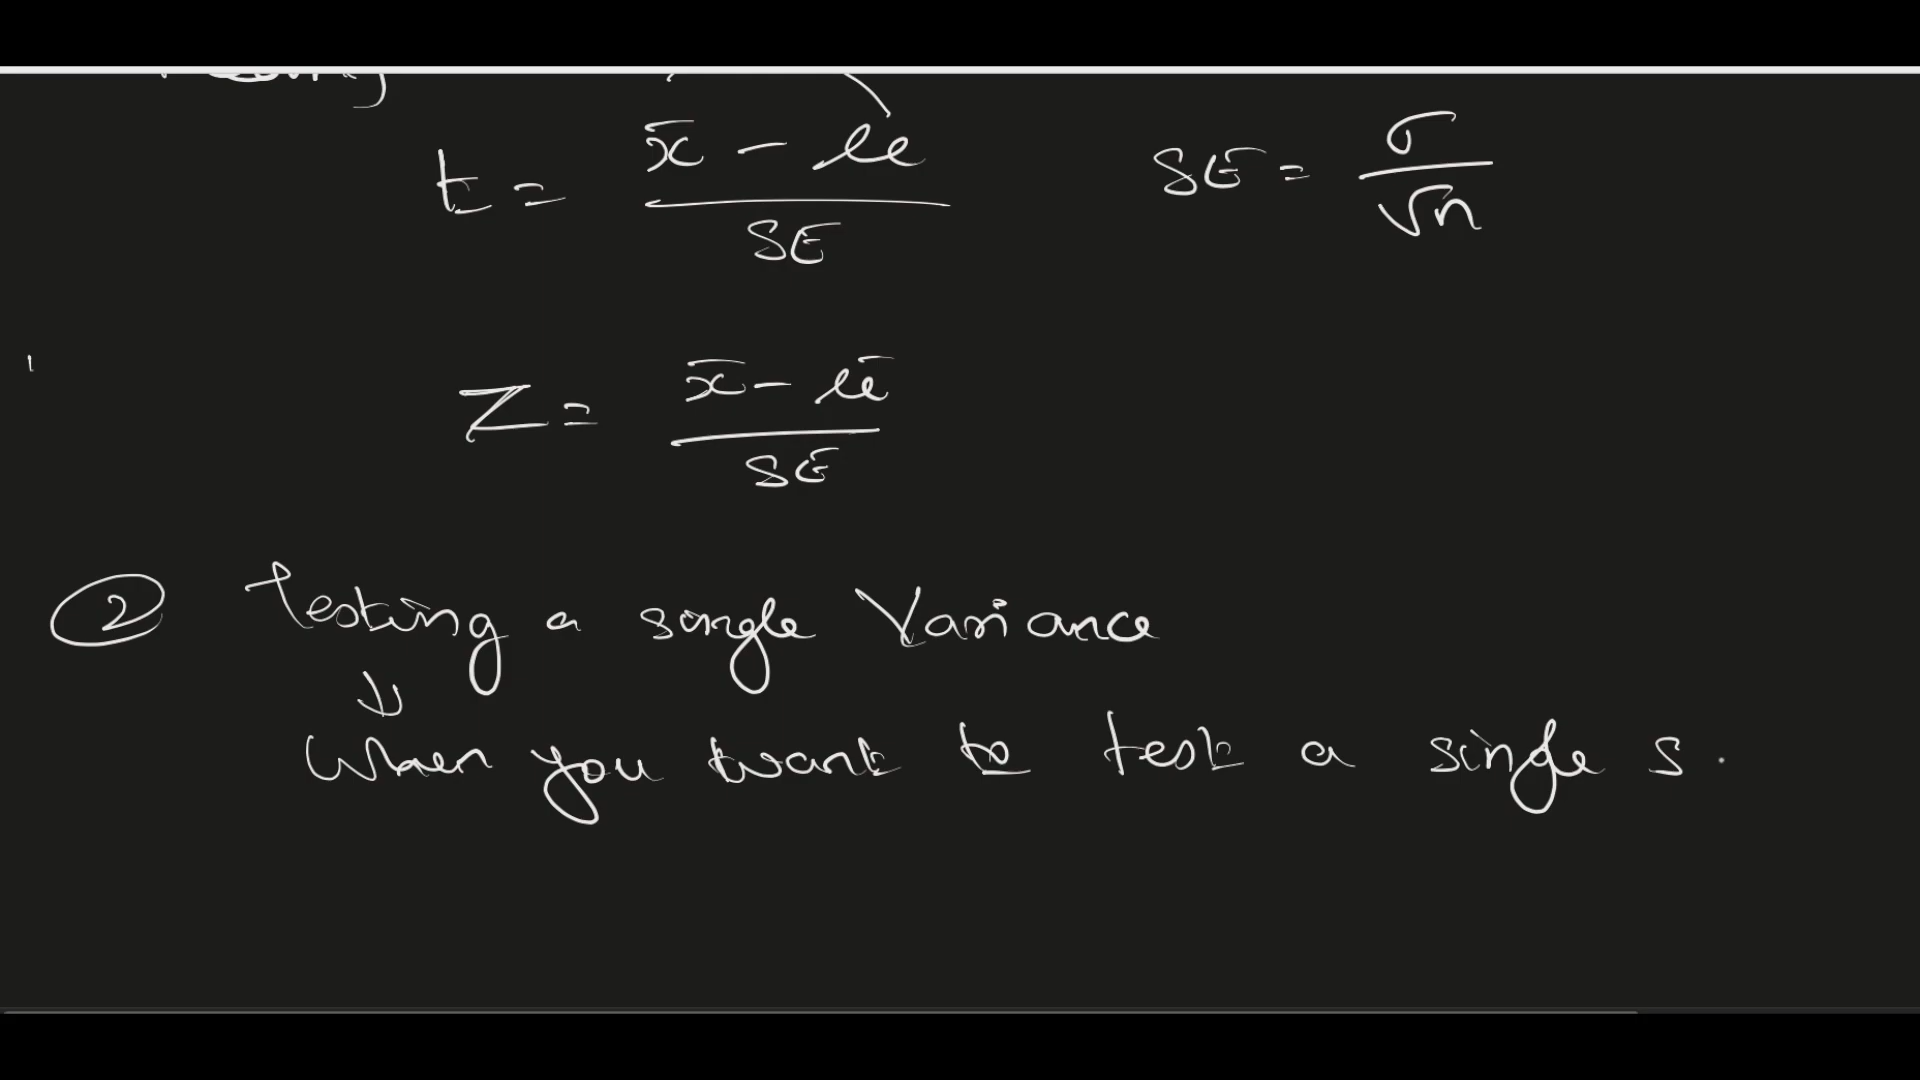 t = x̄ - μ / SE    SE = σ / √n
Z = x̄ - μ̄ / SE
② Testing a single Variance
↓
When you want to test a single s